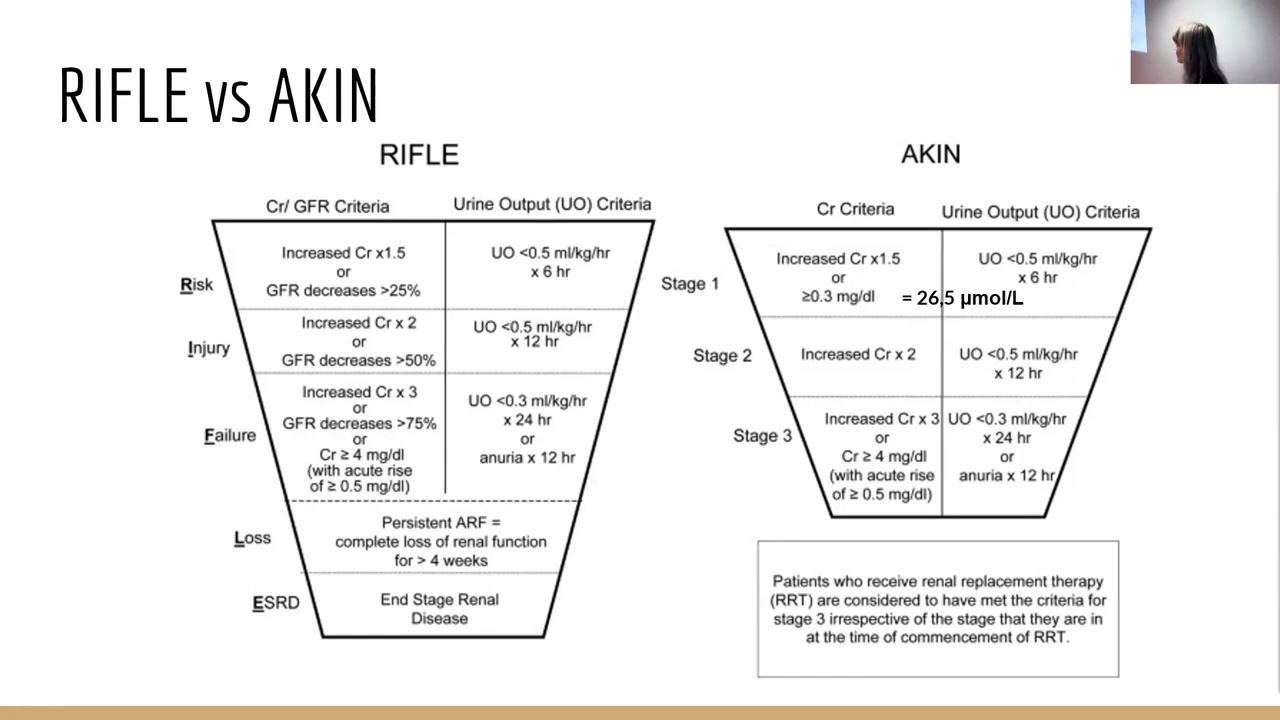 RIFLE vs AKIN
RIFLE
Cr/ GFR Criteria
Urine Output (UO) Criteria
Risk
Increased Cr x1.5
or
GFR decreases >25%
UO <0.5 ml/kg/hr
x 6 hr
Injury
Increased Cr x 2
or
GFR decreases >50%
UO <0.5 ml/kg/hr
x 12 hr
Failure
Increased Cr x 3
or
GFR decreases >75%
or
Cr ≥ 4 mg/dl
(with acute rise
of ≥ 0.5 mg/dl)
UO <0.3 ml/kg/hr
x 24 hr
or
anuria x 12 hr
Loss
Persistent ARF =
complete loss of renal function
for > 4 weeks
ESRD
End Stage Renal
Disease
AKIN
Cr Criteria
Urine Output (UO) Criteria
Stage 1
Increased Cr x1.5
or
≥0.3 mg/dl
= 26,5 µmol/L
UO <0.5 ml/kg/hr
x 6 hr
Stage 2
Increased Cr x 2
UO <0.5 ml/kg/hr
x 12 hr
Stage 3
Increased Cr x 3
or
Cr ≥ 4 mg/dl
(with acute rise
of ≥ 0.5 mg/dl)
UO <0.3 ml/kg/hr
x 24 hr
or
anuria x 12 hr
Patients who receive renal replacement therapy
(RRT) are considered to have met the criteria for
stage 3 irrespective of the stage that they are in
at the time of commencement of RRT.